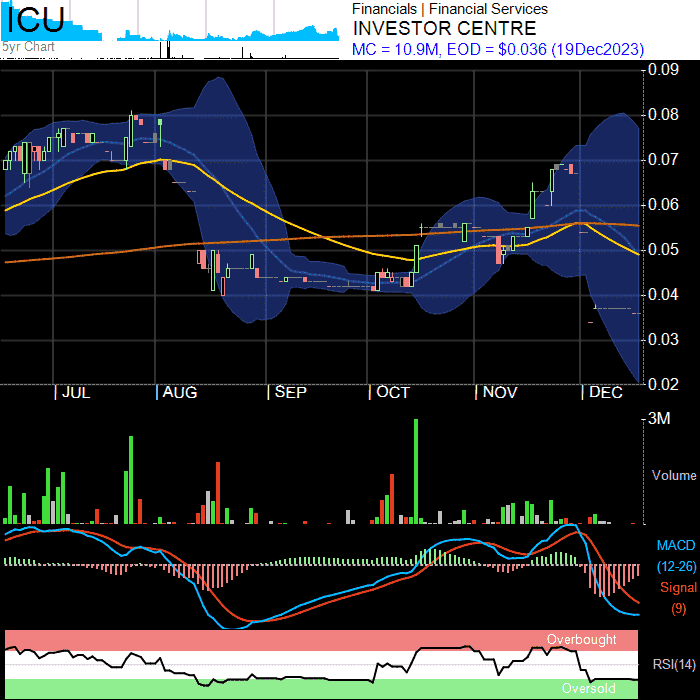 ICU
5yr Chart
Financials | Financial Services
INVESTOR CENTRE
MC = 10.9M, EOD = $0.036 (19Dec2023)
0.09
0.08
0.07
0.06
0.05
0.04
0.03
0.02
JUL
AUG
SEP
OCT
NOV
DEC
3M
Volume
MACD
(12-26)
Signal
(9)
Overbought
RSI(14)
Oversold